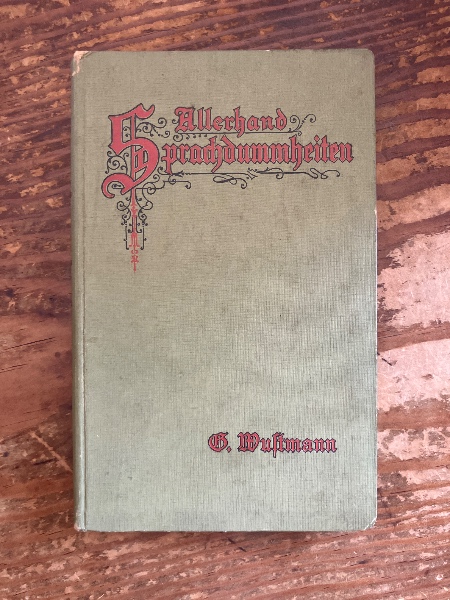 Allerhand
Sprachdummheiten
G. Wustmann